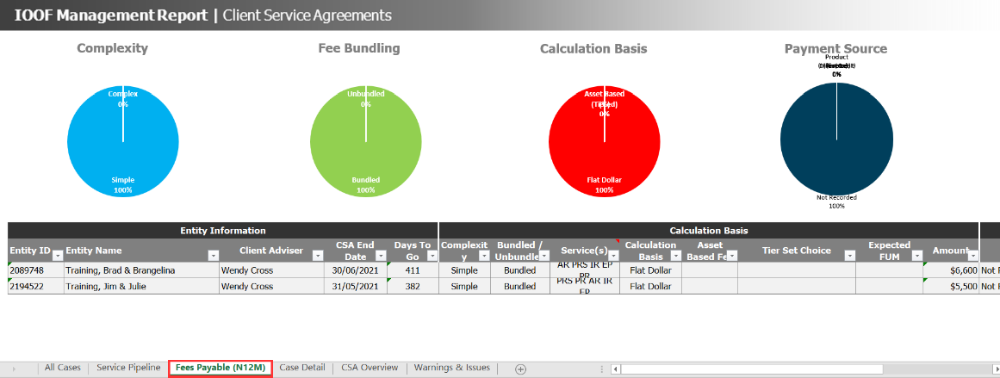 IOOF Management Report | Client Service Agreements
Complexity Fee Bundling Calculation Basis Payment Source
Product
0%
Complex
0%
Unbundled
0%
Asset Based
(Tiered)
0%
Simple
100%
Bundled
100%
Flat Dollar
100%
Not Recorded
100%
Entity Information Calculation Basis
Entity ID Entity Name Client Adviser CSA End Date Days To Go Complexity Bundled / Unbundle Service(s) Calculation Basis Asset Based Fe Tier Set Choice Expected FUM Amount
2089748 Training, Brad & Brangelina Wendy Cross 30/06/2021 411 Simple Bundled AR PRS IR EP PR Flat Dollar $6,600 Not R
2194522 Training, Jim & Julie Wendy Cross 31/05/2021 382 Simple Bundled PRS PR AR IR EP Flat Dollar $5,500 Not R
All Cases Service Pipeline Fees Payable (N12M) Case Detail CSA Overview Warnings & Issues